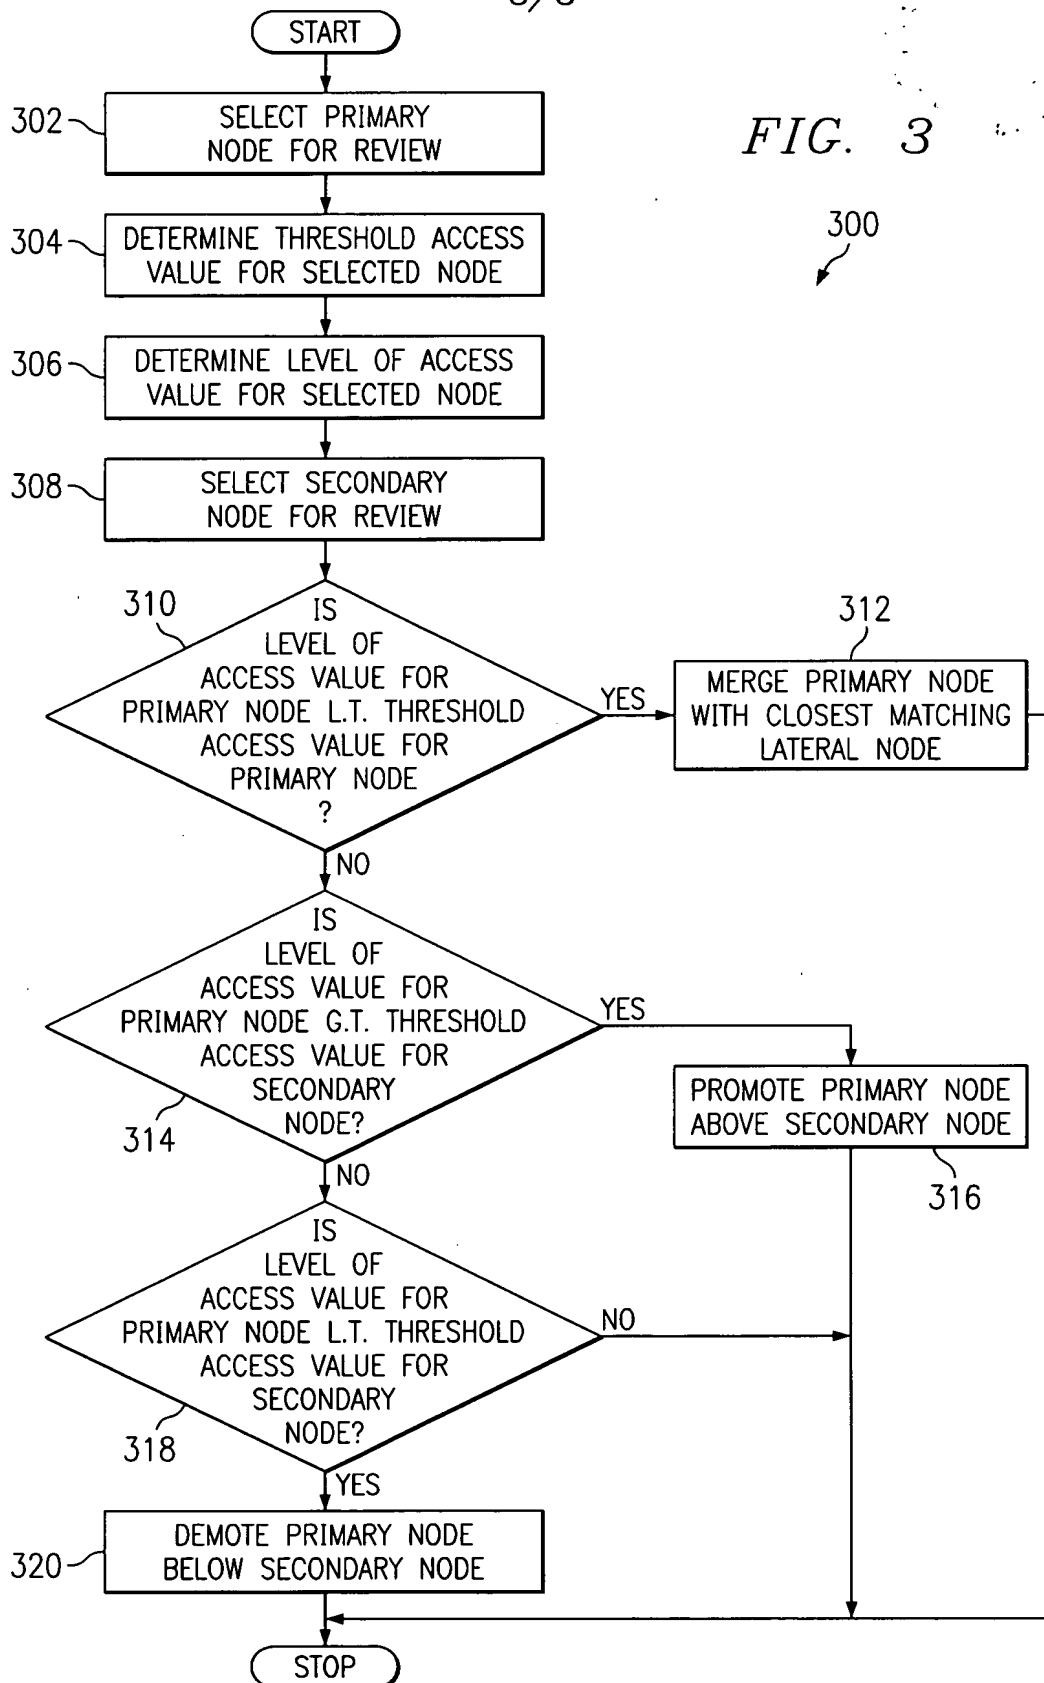 START
302
SELECT PRIMARY
NODE FOR REVIEW
FIG. 3
300
304
DETERMINE THRESHOLD ACCESS
VALUE FOR SELECTED NODE
306
DETERMINE LEVEL OF ACCESS
VALUE FOR SELECTED NODE
308
SELECT SECONDARY
NODE FOR REVIEW
310
IS
LEVEL OF
ACCESS VALUE FOR
PRIMARY NODE L.T. THRESHOLD
ACCESS VALUE FOR
PRIMARY NODE
?
YES
312
MERGE PRIMARY NODE
WITH CLOSEST MATCHING
LATERAL NODE
NO
IS
LEVEL OF
ACCESS VALUE FOR
PRIMARY NODE G.T. THRESHOLD
ACCESS VALUE FOR
SECONDARY
NODE?
314
YES
PROMOTE PRIMARY NODE
ABOVE SECONDARY NODE
316
NO
IS
LEVEL OF
ACCESS VALUE FOR
PRIMARY NODE L.T. THRESHOLD
ACCESS VALUE FOR
SECONDARY
NODE?
318
NO
YES
320
DEMOTE PRIMARY NODE
BELOW SECONDARY NODE
STOP